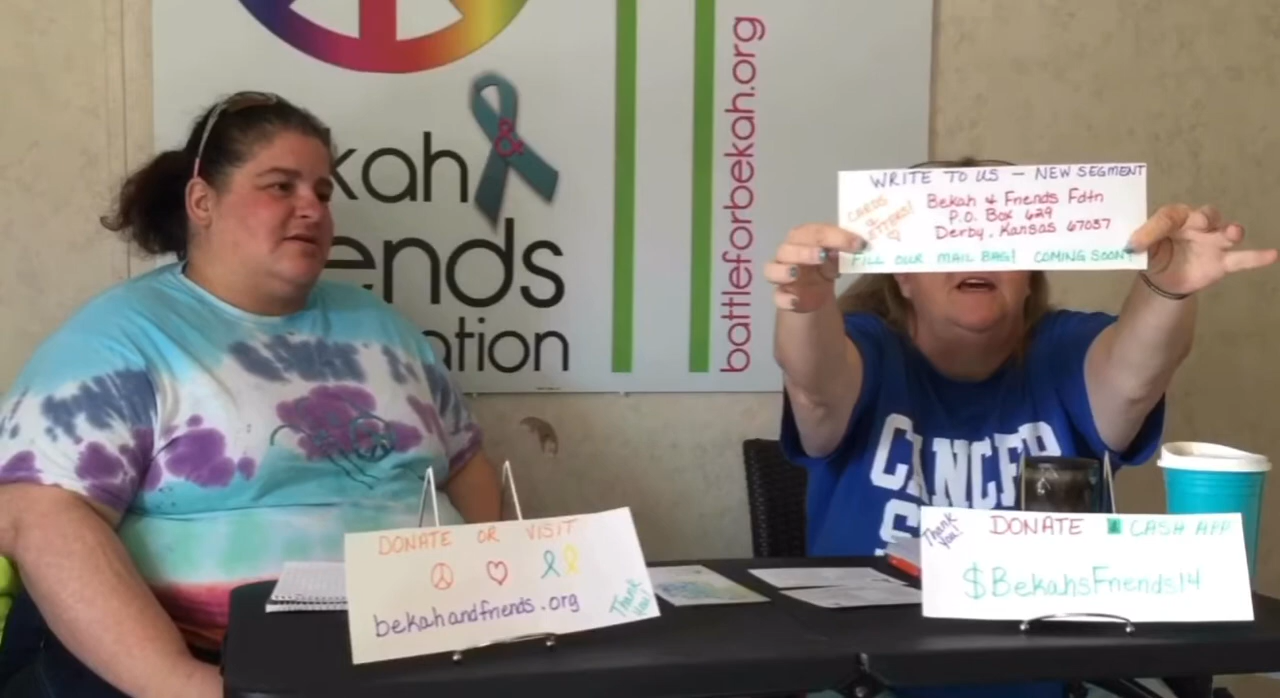 kah
&
ends
ation
battleforbekah.org
WRITE TO US — NEW SEGMENT
CARDS
&
LETTERS!
Bekah & Friends Fdtn
P.O. Box 629
Derby, Kansas 67037
FILL OUR MAIL BAG! COMING SOON!
CANCER
DONATE OR VISIT
bekahandfriends.org
Thank
You!
Thank
You!
DONATE CASH APP
$BekahsFriends14